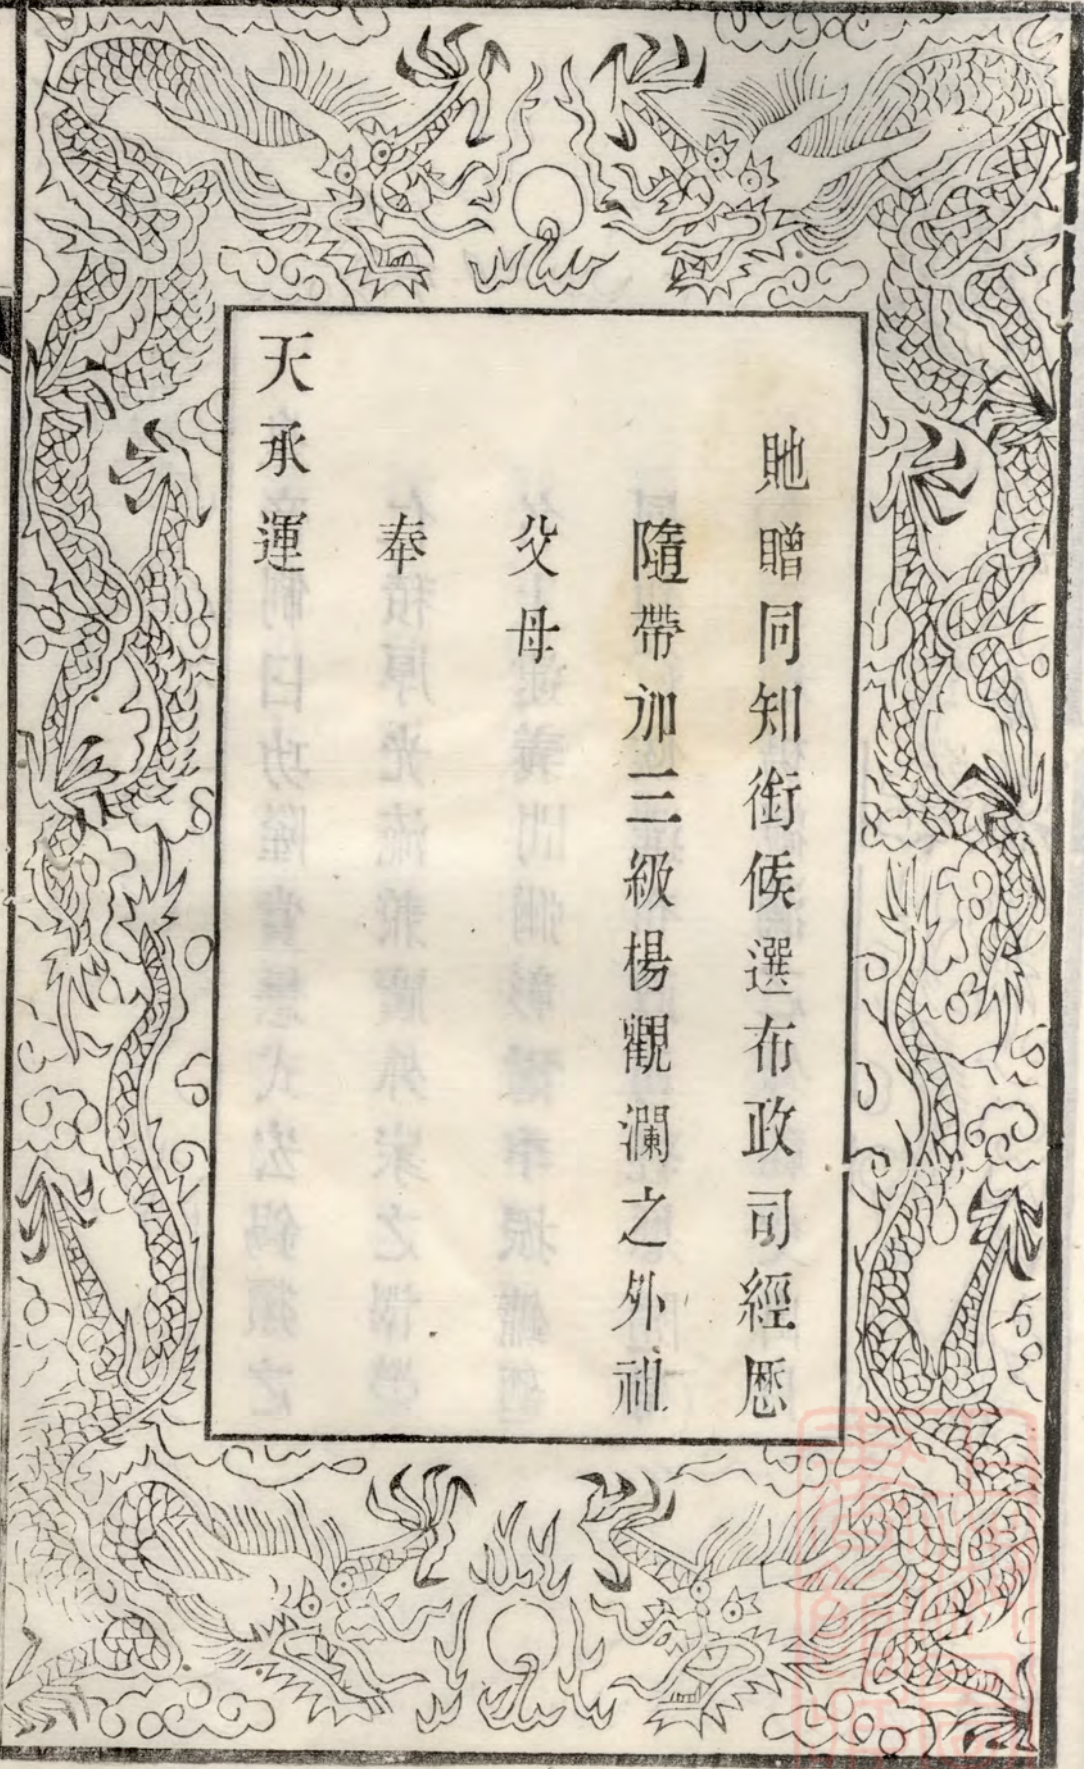 貤贈同知銜候選布政司經歷
隨帶加三級楊觀瀾之外祖
父母
奉
天承運